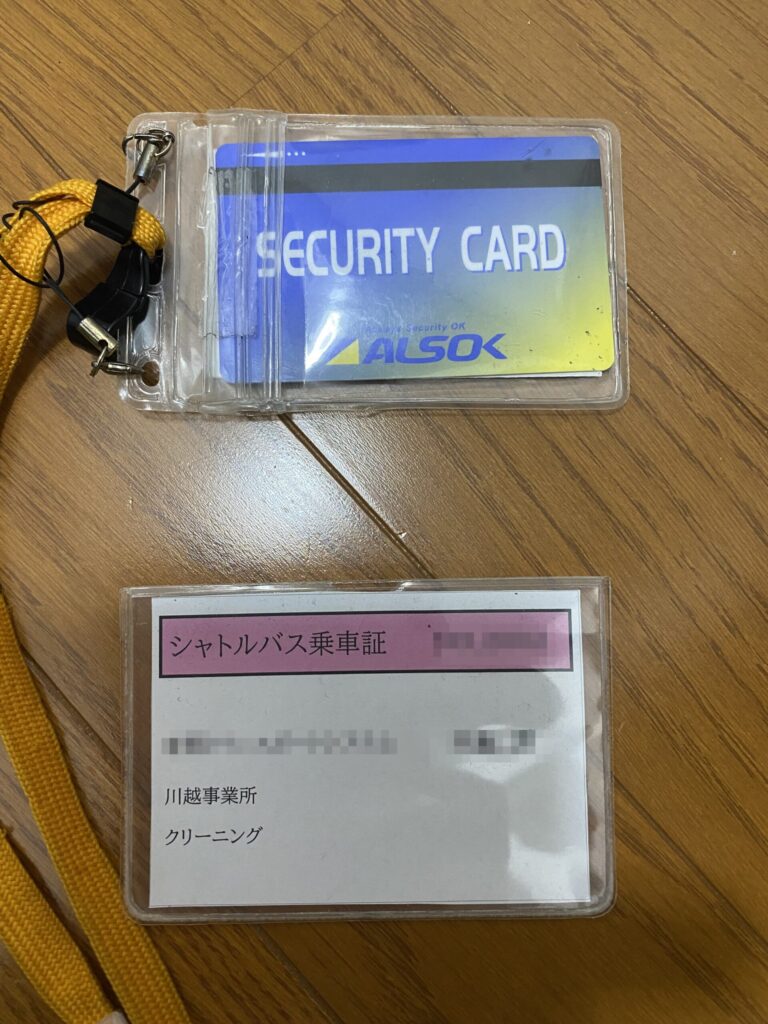 SECURITY CARD
Always Security OK
ALSOK
シャトルバス乗車証
川越事業所
クリーニング